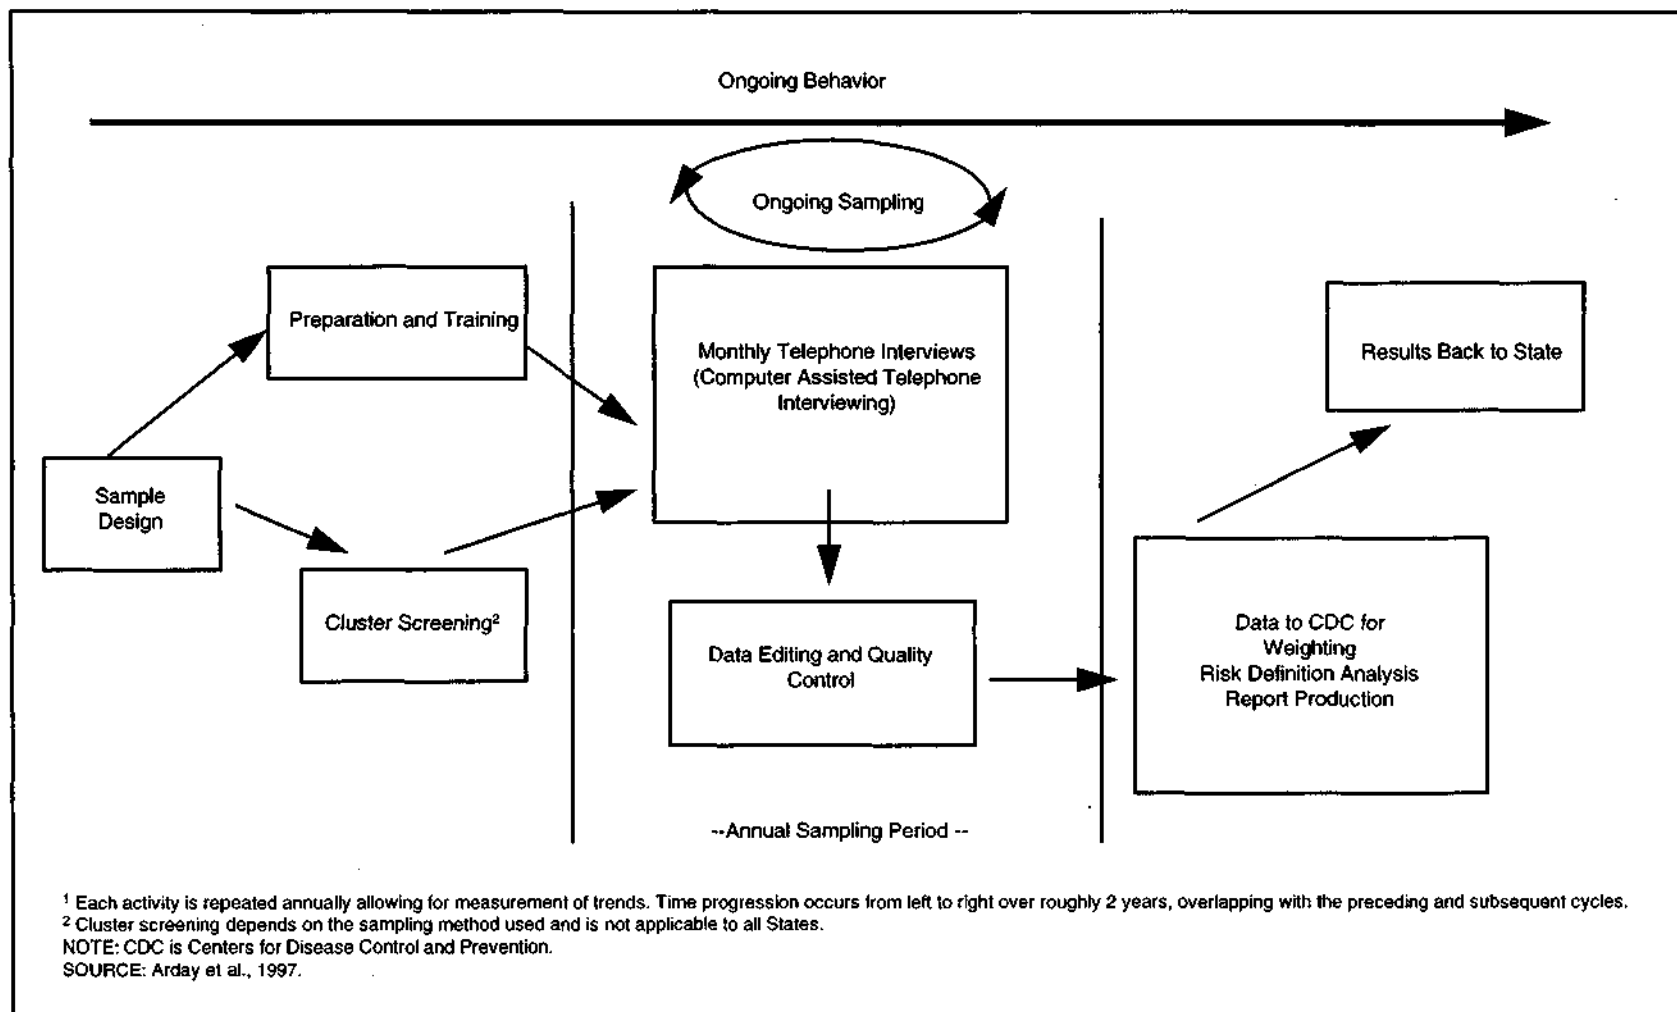 Ongoing Behavior
Ongoing Sampling
Preparation and Training
Monthly Telephone Interviews
(Computer Assisted Telephone
Interviewing)
Results Back to State
Sample
Design
Cluster Screening²
Data Editing and Quality
Control
Data to CDC for
Weighting
Risk Definition Analysis
Report Production
--Annual Sampling Period --
¹ Each activity is repeated annually allowing for measurement of trends. Time progression occurs from left to right over roughly 2 years, overlapping with the preceding and subsequent cycles.
² Cluster screening depends on the sampling method used and is not applicable to all States.
NOTE: CDC is Centers for Disease Control and Prevention.
SOURCE: Arday et al., 1997.